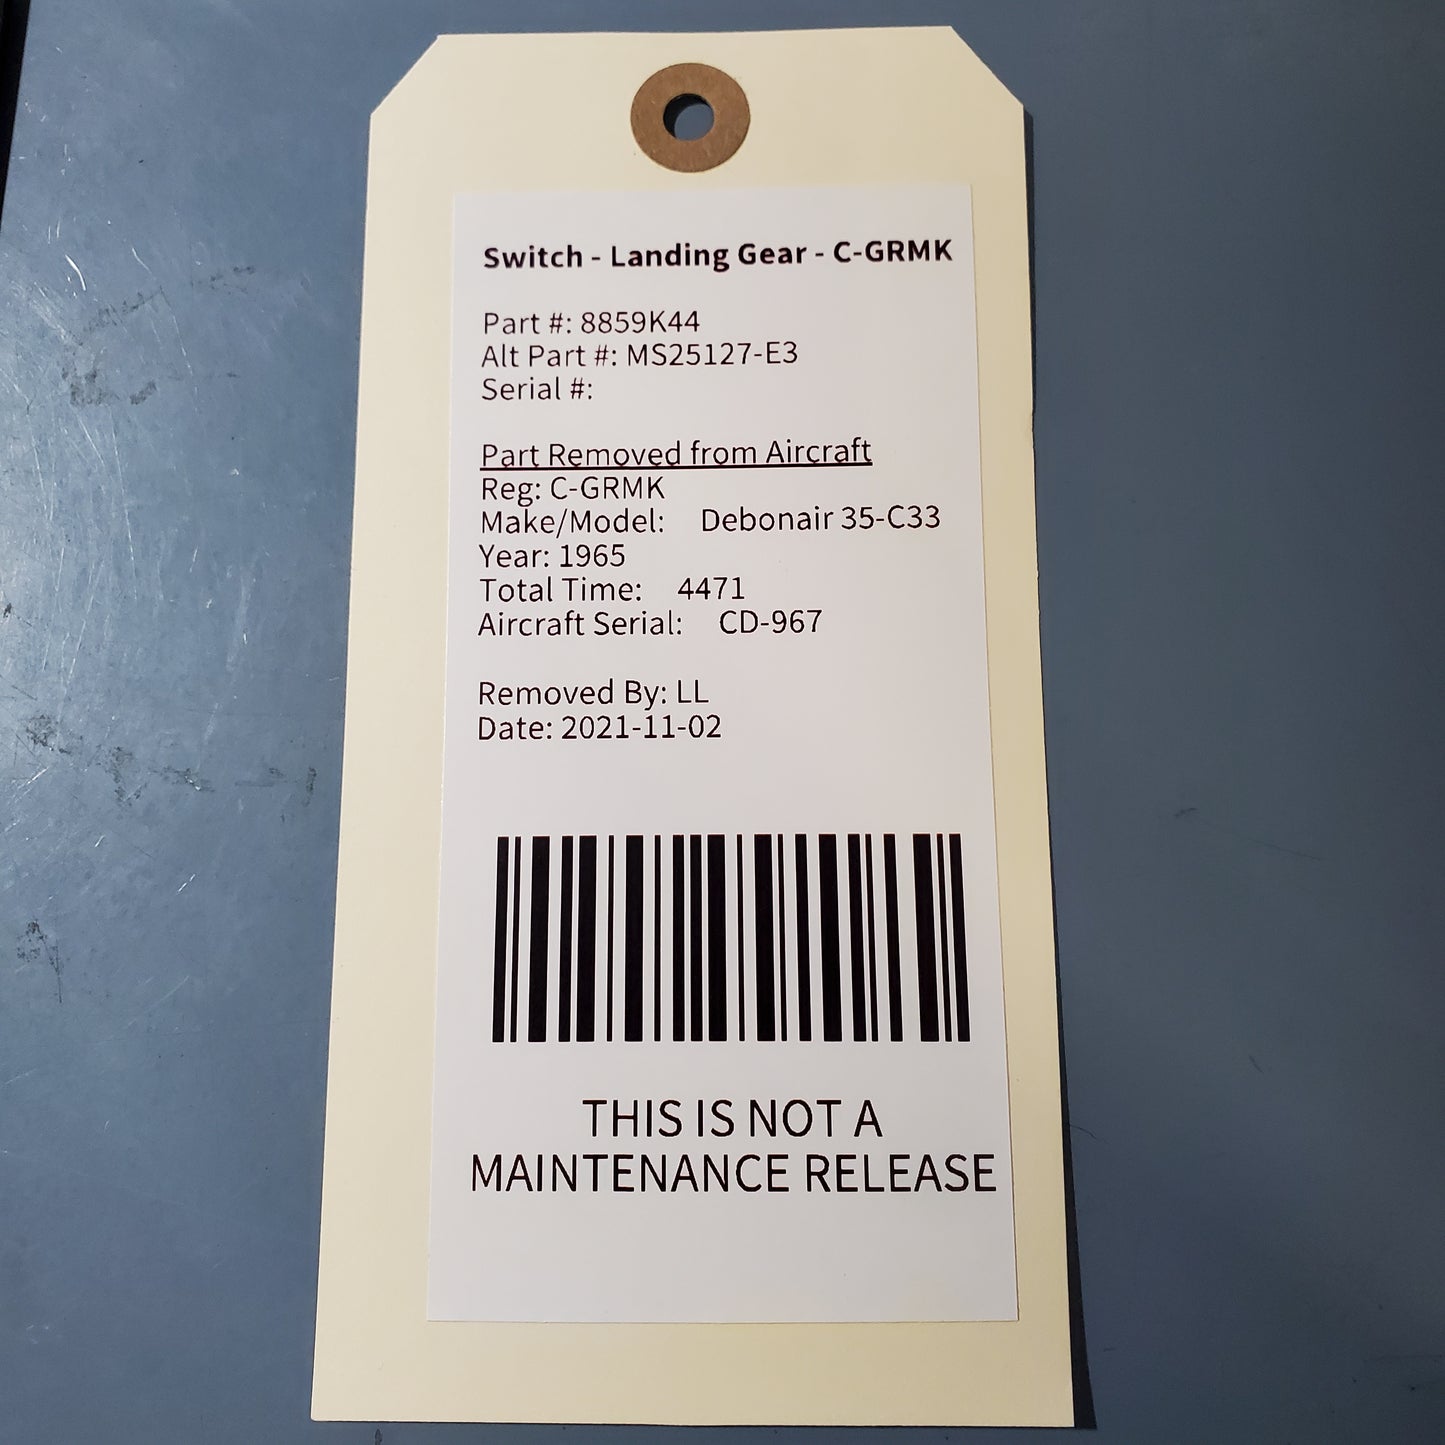 Switch - Landing Gear - C-GRMK
Part #: 8859K44
Alt Part #: MS25127-E3
Serial #:
Part Removed from Aircraft
Reg: C-GRMK
Make/Model: Debonair 35-C33
Year: 1965
Total Time: 4471
Aircraft Serial: CD-967
Removed By: LL
Date: 2021-11-02
THIS IS NOT A
MAINTENANCE RELEASE